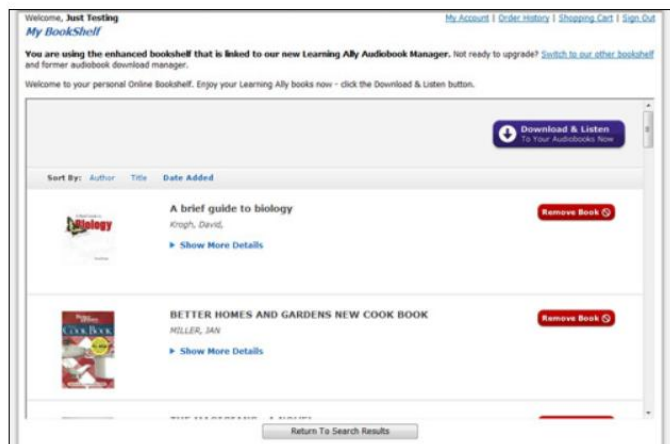 Welcome, Just Testing
My Account | Order History | Shopping Cart | Sign Out
My BookShelf
You are using the enhanced bookshelf that is linked to our new Learning Ally Audiobook Manager. Not ready to upgrade? Switch to our other bookshelf
and former audiobook download manager.
Welcome to your personal Online Bookshelf. Enjoy your Learning Ally books now - click the Download & Listen button.
Download & Listen
To Your Audiobooks Now
Sort By: Author Title Date Added
A brief guide to biology
Krogh, David,
Remove Book
Biology
Show More Details
BETTER HOMES AND GARDENS NEW COOK BOOK
MILLER, JAN
Remove Book
Cook Book
Show More Details
Return To Search Results